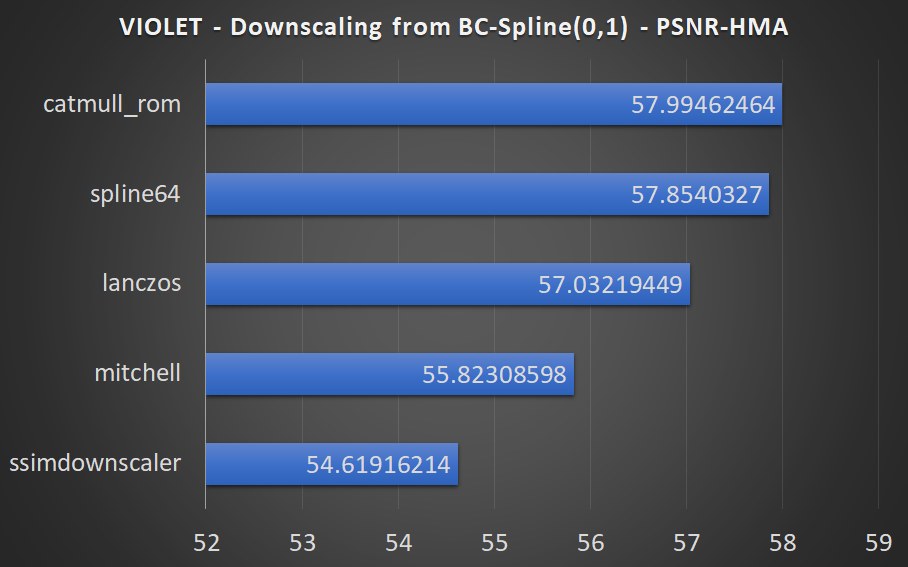 VIOLET - Downscaling from BC-Spline(0,1) - PSNR-HMA
catmull_rom 57.99462464
spline64 57.8540327
lanczos 57.03219449
mitchell 55.82308598
ssimdownscaler 54.61916214
52 53 54 55 56 57 58 59